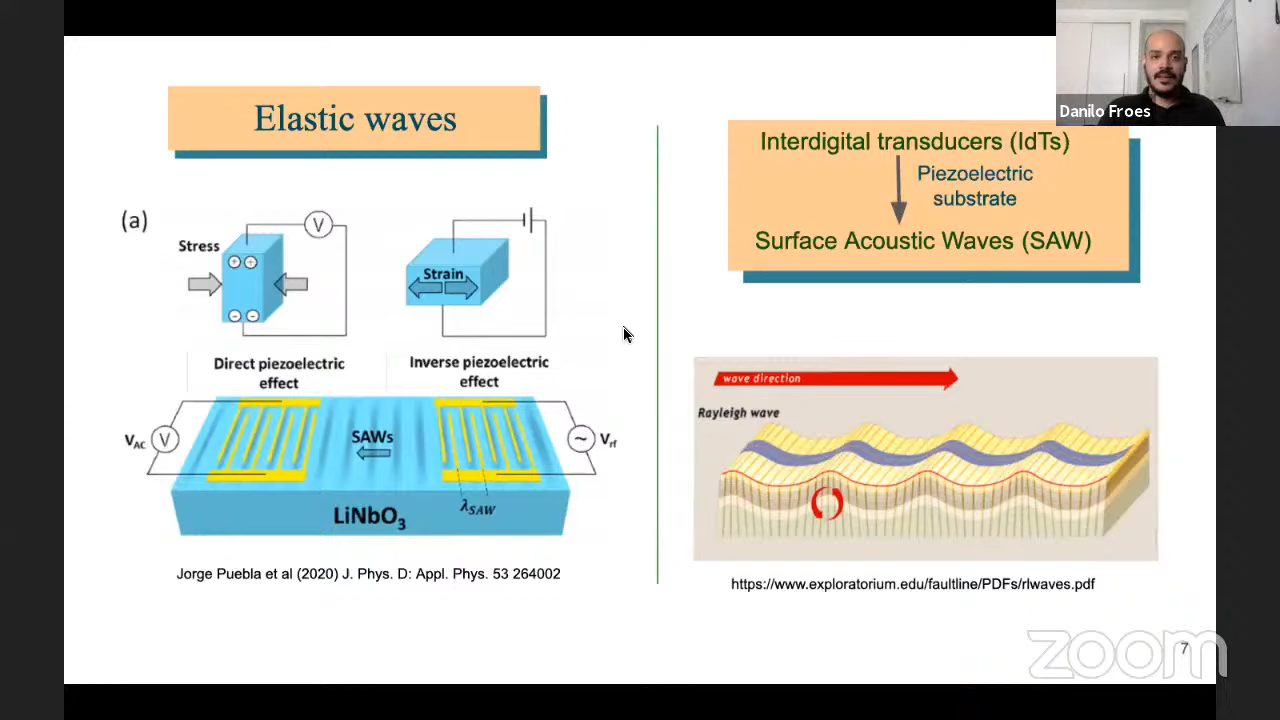 Danilo Froes
Elastic waves
(a)
Stress
V
+ +
- -
Direct piezoelectric
effect
Strain
Inverse piezoelectric
effect
V_AC
V
SAWs
~
V_rf
λ_SAW
LiNbO₃
Jorge Puebla et al (2020) J. Phys. D: Appl. Phys. 53 264002
Interdigital transducers (IdTs)
Piezoelectric
substrate
Surface Acoustic Waves (SAW)
wave direction
Rayleigh wave
https://www.exploratorium.edu/faultline/PDFs/rlwaves.pdf
7
zoom